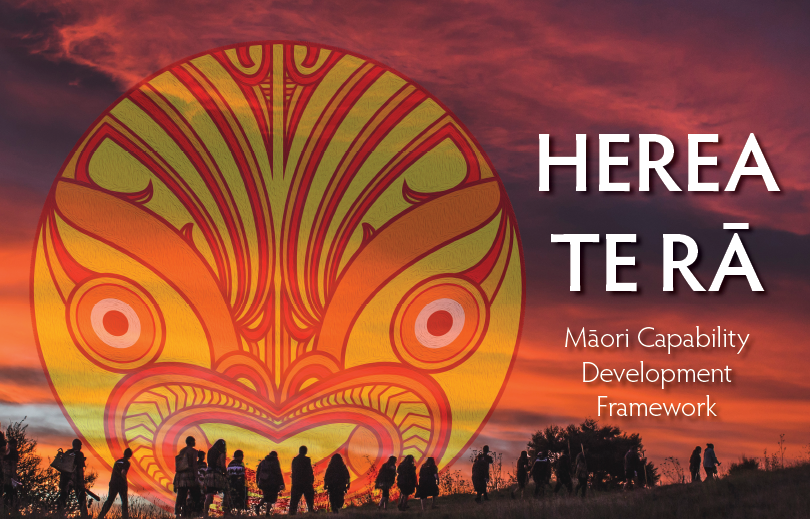 HEREA
TE RĀ
Māori Capability
Development
Framework